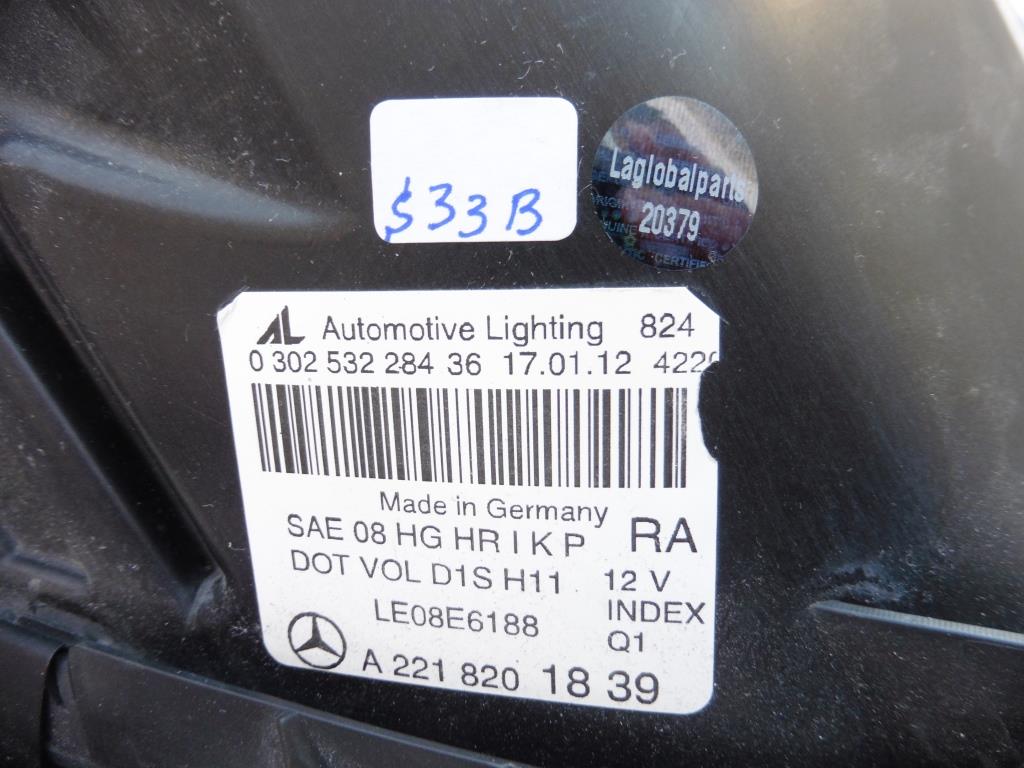 $33B
Laglobalparts
20379
AL Automotive Lighting 824
0 302 532 284 36 17.01.12 422
Made in Germany
SAE 08 HG HR I K P RA
DOT VOL D1S H11 12 V
LE08E6188 INDEX
Q1
A 221 820 18 39